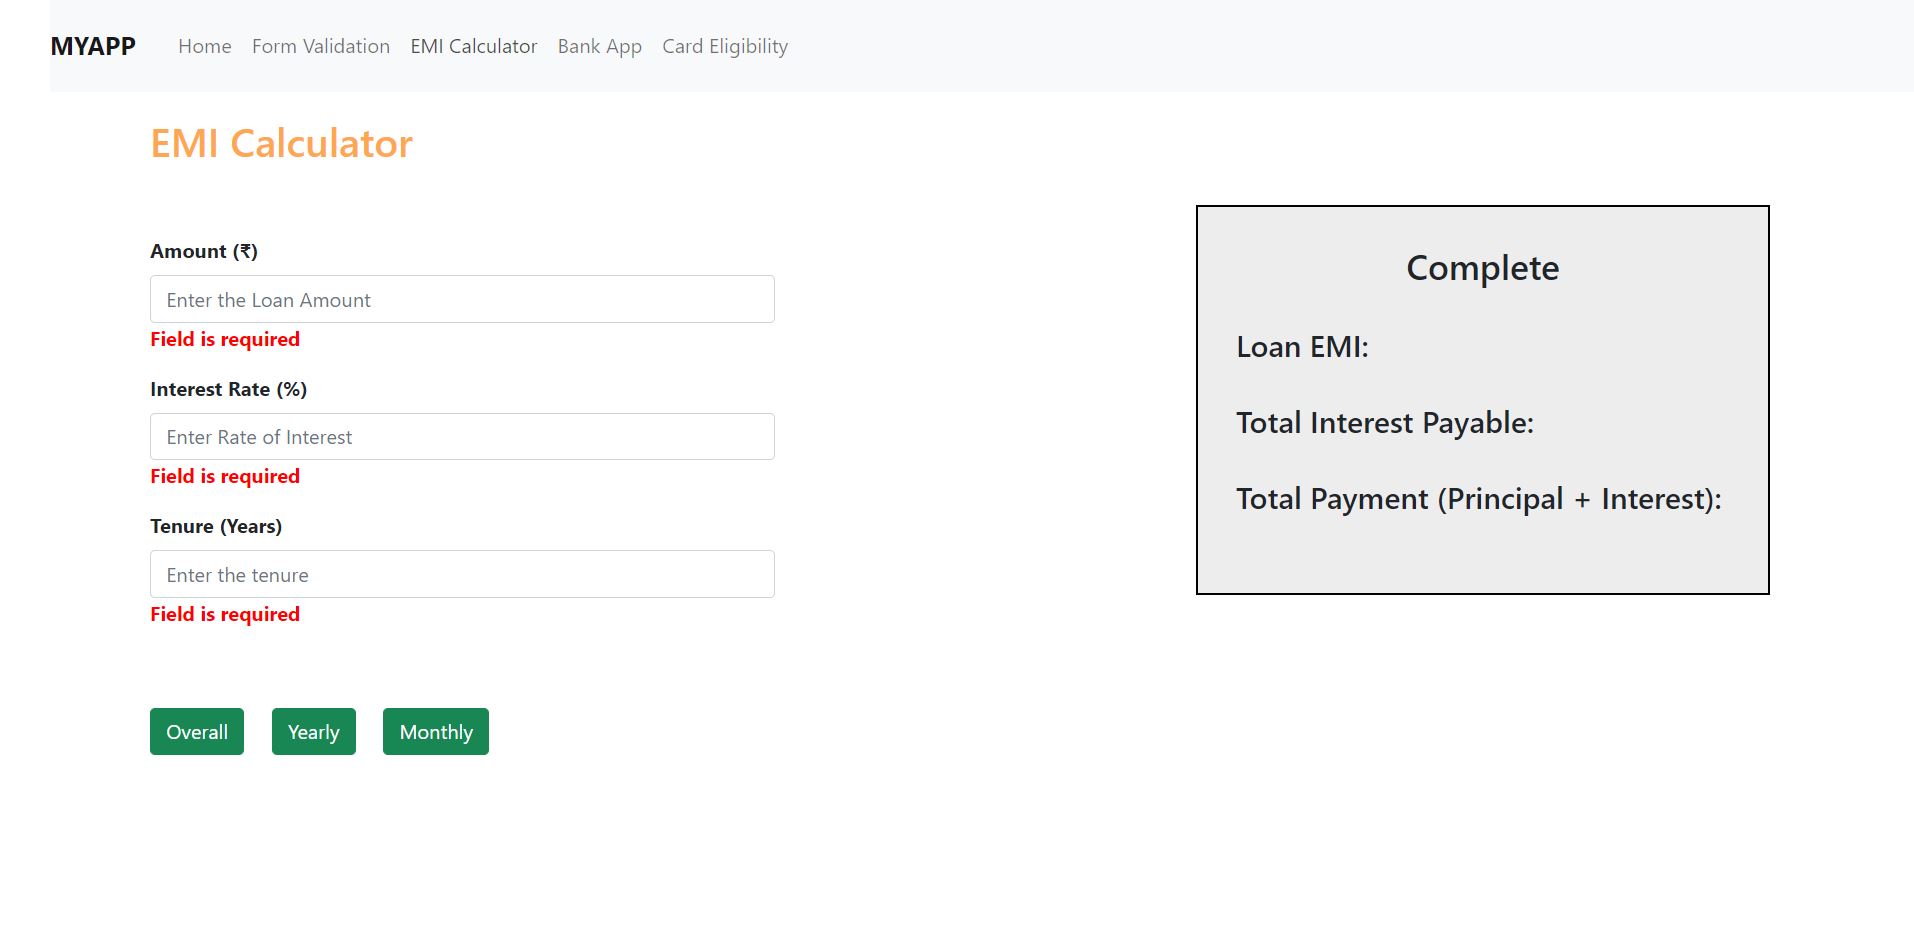 MYAPP Home Form Validation EMI Calculator Bank App Card Eligibility
EMI Calculator
Amount (₹)
Enter the Loan Amount
Field is required
Interest Rate (%)
Enter Rate of Interest
Field is required
Tenure (Years)
Enter the tenure
Field is required
Overall Yearly Monthly
Complete
Loan EMI:
Total Interest Payable:
Total Payment (Principal + Interest):